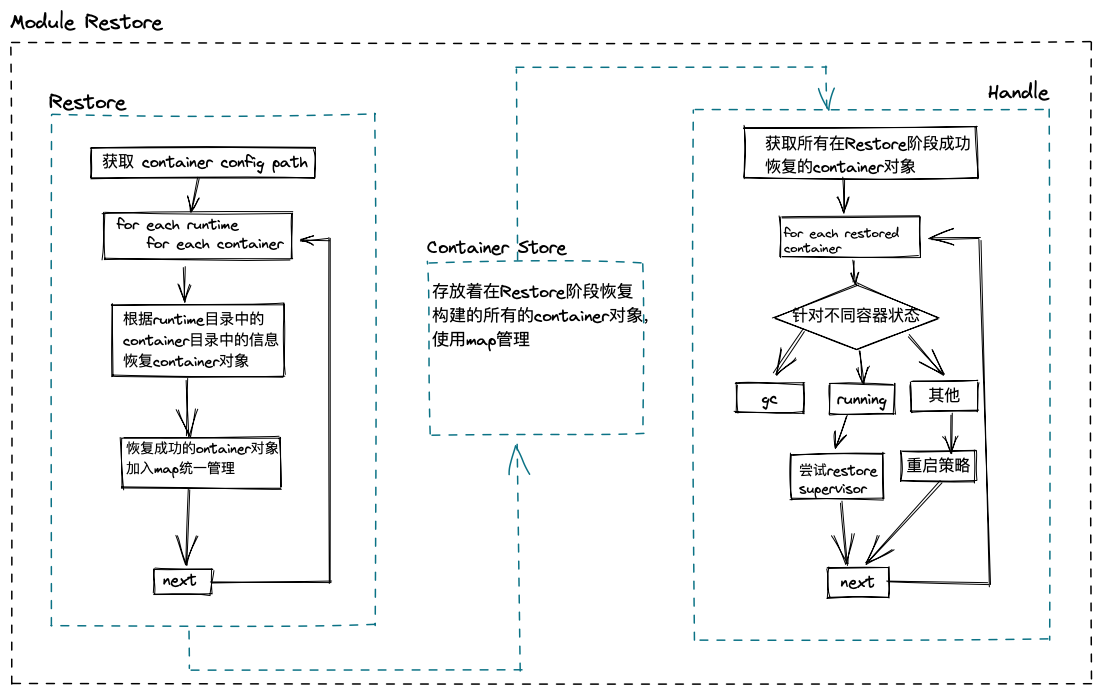 Module Restore
Restore
获取 container config path
for each runtime
for each container
根据runtime目录中的
container目录中的信息
恢复container对象
恢复成功的ontainer对象
加入map统一管理
next
Container Store
存放着在Restore阶段恢复
构建的所有的container对象，
使用map管理
Handle
获取所有在Restore阶段成功
恢复的container对象
for each restored
container
针对不同容器状态
gc
running
其他
尝试restore
supervisor
重启策略
next